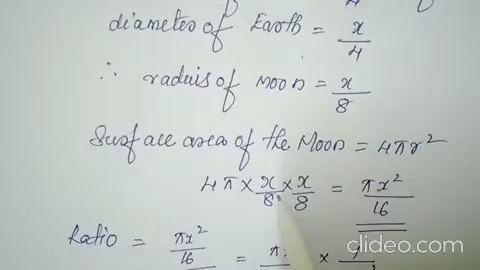 diameter of Earth = x/4
∴ raduis of Moon = x/8
Surface area of the Moon = 4πr²
4π × x/8 × x/8 = πx²/16
Ratio = πx²/16 =
clideo.com